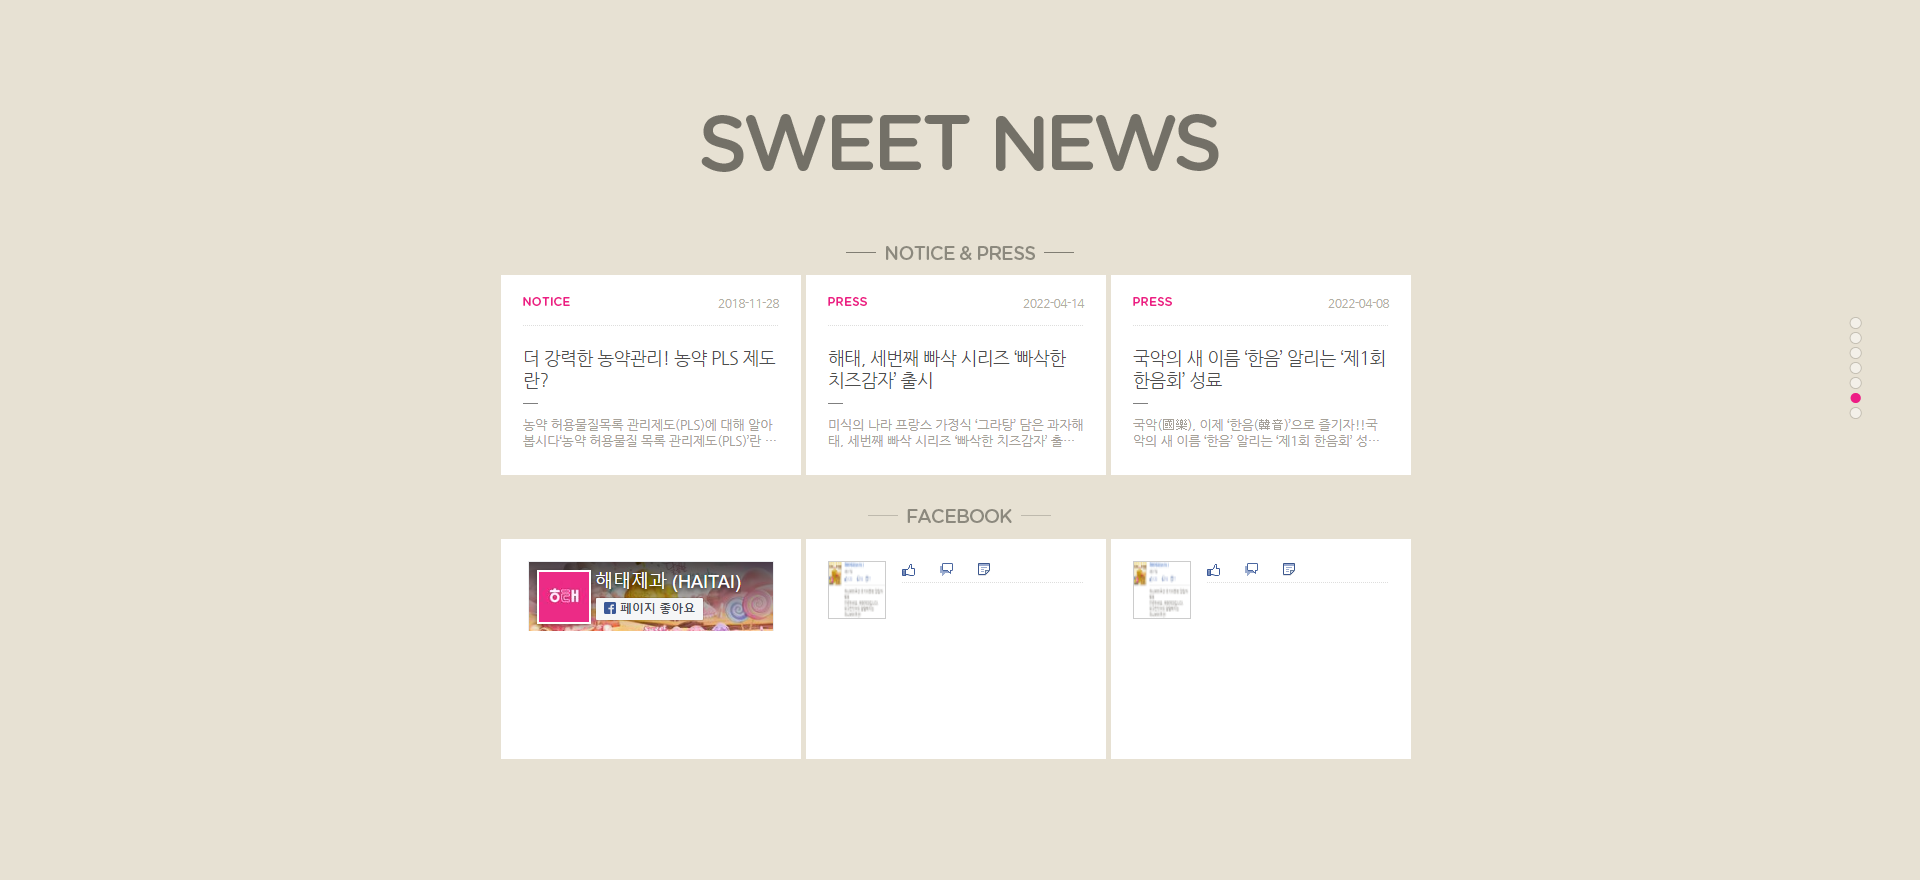 SWEET NEWS
NOTICE & PRESS
NOTICE 2018-11-28
더 강력한 농약관리! 농약 PLS 제도
란?
농약 허용물질목록 관리제도(PLS)에 대해 알아
봅시다‘농약 허용물질 목록 관리제도(PLS)’란 …
PRESS 2022-04-14
해태, 세번째 빠삭 시리즈 ‘빠삭한
치즈감자’ 출시
미식의 나라 프랑스 가정식 ‘그라탕’ 담은 과자해
태, 세번째 빠삭 시리즈 ‘빠삭한 치즈감자’ 출…
PRESS 2022-04-08
국악의 새 이름 ‘한음’ 알리는 ‘제1회
한음회’ 성료
국악(國樂), 이제 ‘한음(韓音)’으로 즐기자!!국
악의 새 이름 ‘한음’ 알리는 ‘제1회 한음회’ 성…
FACEBOOK
해태
해태제과 (HAITAI)
페이지 좋아요